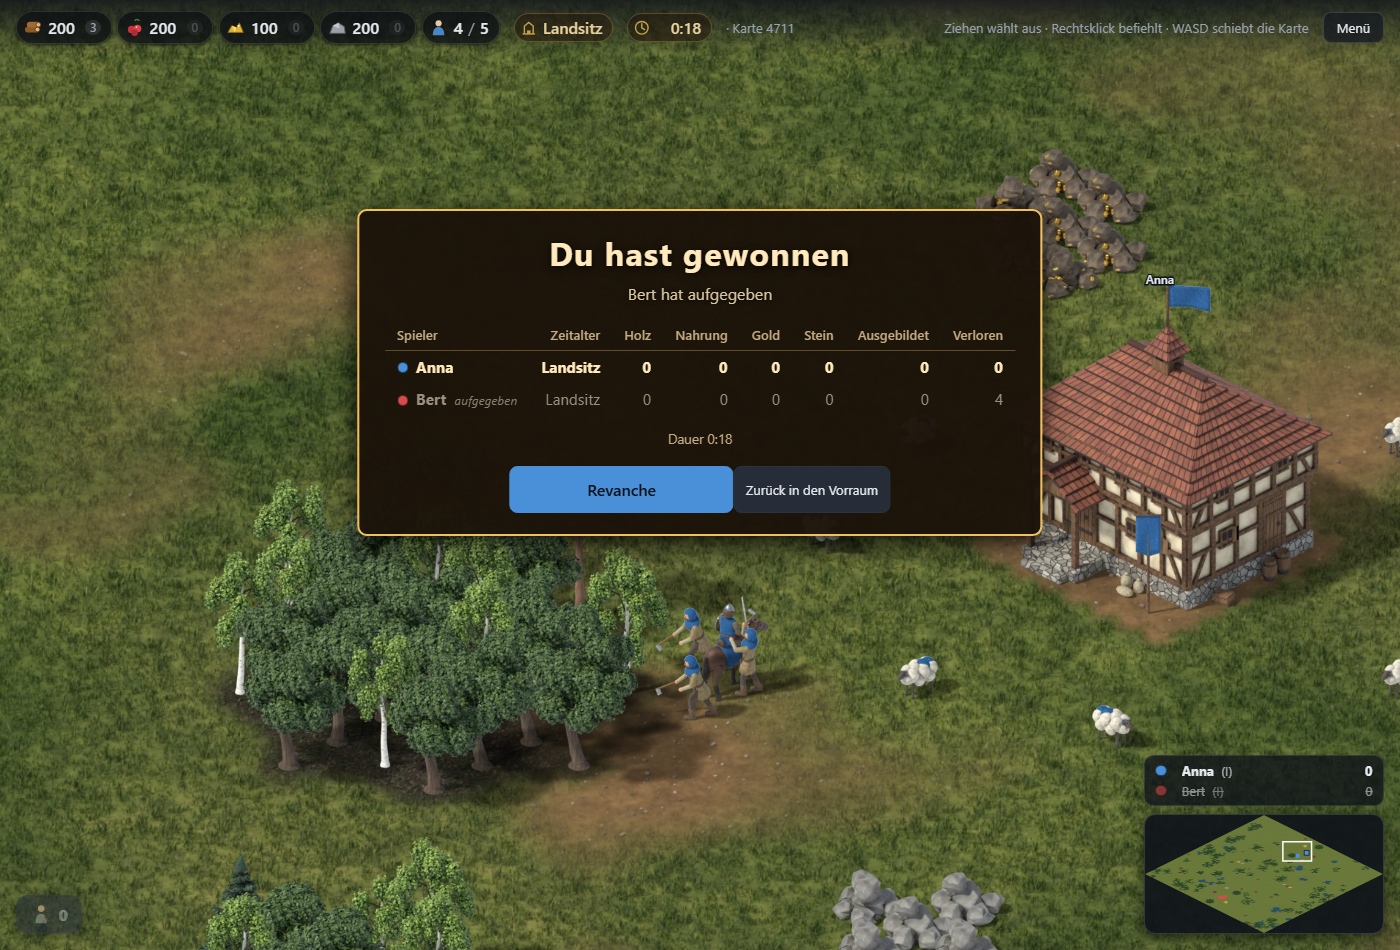 200 3 200 0 100 0 200 0 4 / 5 Landsitz 0:18 · Karte 4711 Ziehen wählt aus · Rechtsklick befiehlt · WASD schiebt die Karte Menü
Anna
Du hast gewonnen
Bert hat aufgegeben
Spieler Zeitalter Holz Nahrung Gold Stein Ausgebildet Verloren
Anna Landsitz 0 0 0 0 0 0
Bert aufgegeben Landsitz 0 0 0 0 0 4
Dauer 0:18
Revanche Zurück in den Vorraum
Anna (I) 0
Bert (I) 0
0